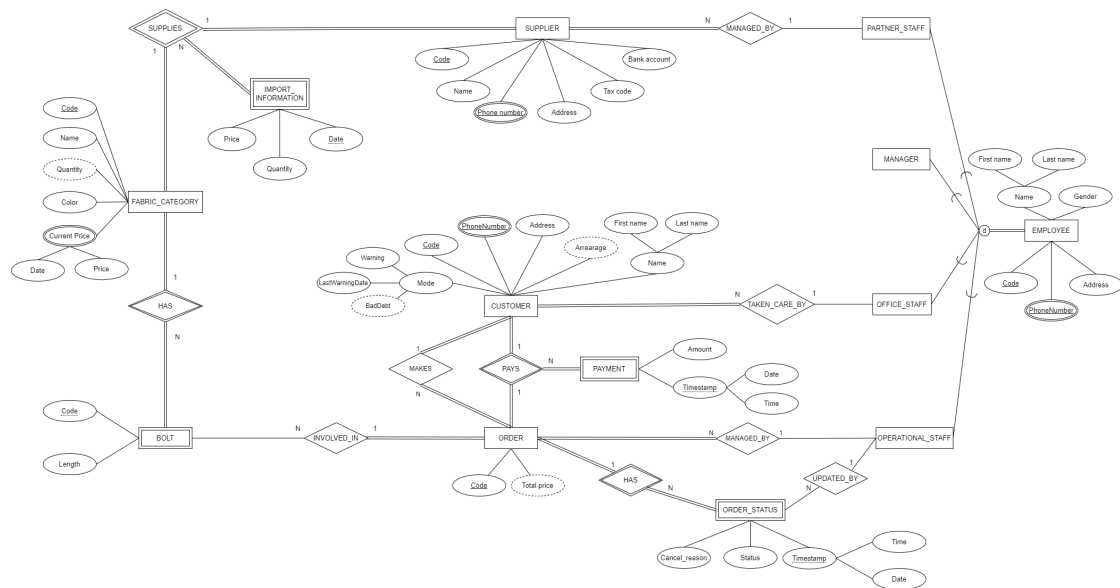 SUPPLIES
1
SUPPLIER
N
MANAGED_BY
1
PARTNER_STAFF
1
N
Code
Name
Phone number
Address
Tax code
Bank account
IMPORT_
INFORMATION
Price
Quantity
Date
Code
Name
Quantity
Color
Current Price
Date
Price
FABRIC_CATEGORY
MANAGER
First name
Last name
Name
Gender
d
EMPLOYEE
Code
PhoneNumber
Address
PhoneNumber
Address
First name
Last name
Code
Arrearage
Name
Warning
LastWarningDate
Mode
BadDebt
CUSTOMER
N
TAKEN_CARE_BY
1
OFFICE_STAFF
1
HAS
N
1
MAKES
N
1
PAYS
1
N
PAYMENT
Amount
Timestamp
Date
Time
Code
Length
BOLT
N
INVOLVED_IN
1
ORDER
N
MANAGED_BY
1
OPERATIONAL_STAFF
Code
Total price
1
HAS
N
1
UPDATED_BY
N
ORDER_STATUS
Cancel_reason
Status
Timestamp
Time
Date